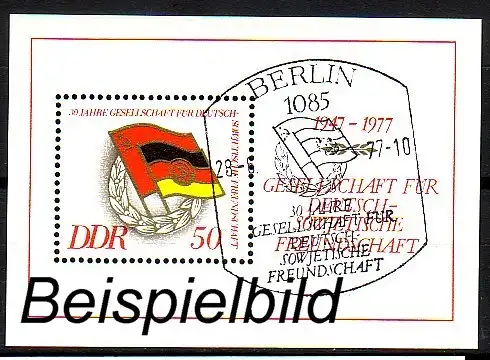 30 JAHRE GESELLSCHAFT FÜR DEUTSCH-
SOWJETISCHE FREUNDSCHAFT
DDR 50
1947-1977
GESELLSCHAFT FÜR
DEUTSCH-
SOWJETISCHE
FREUNDSCHAFT
BERLIN
1085
77-10
30 JAHRE
GESELLSCHAFT FÜR
DEUTSCH-
SOWJETISCHE
FREUNDSCHAFT
Beispielbild